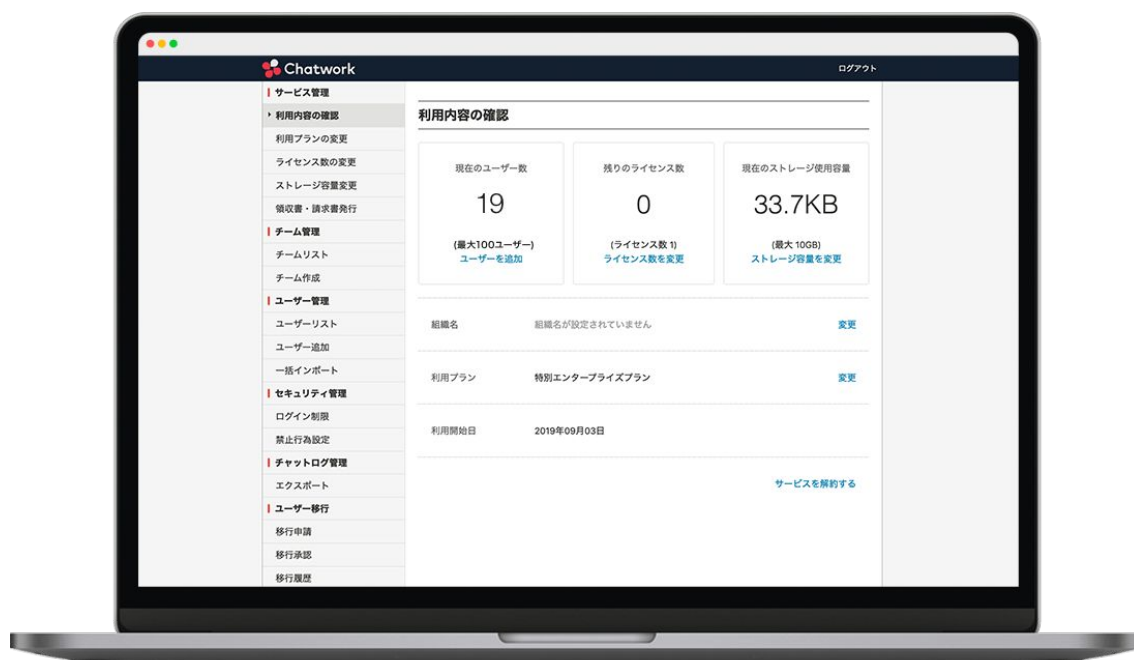 Chatwork
ログアウト
サービス管理
利用内容の確認
利用プランの変更
ライセンス数の変更
ストレージ容量変更
領収書・請求書発行
チーム管理
チームリスト
チーム作成
ユーザー管理
ユーザーリスト
ユーザー追加
一括インポート
セキュリティ管理
ログイン制限
禁止行為設定
チャットログ管理
エクスポート
ユーザー移行
移行申請
移行承認
移行履歴
利用内容の確認
現在のユーザー数
19
(最大100ユーザー)
ユーザーを追加
残りのライセンス数
0
(ライセンス数 1)
ライセンス数を変更
現在のストレージ使用容量
33.7KB
(最大 10GB)
ストレージ容量を変更
組織名 組織名が設定されていません 変更
利用プラン 特別エンタープライズプラン 変更
利用開始日 2019年09月03日
サービスを解約する